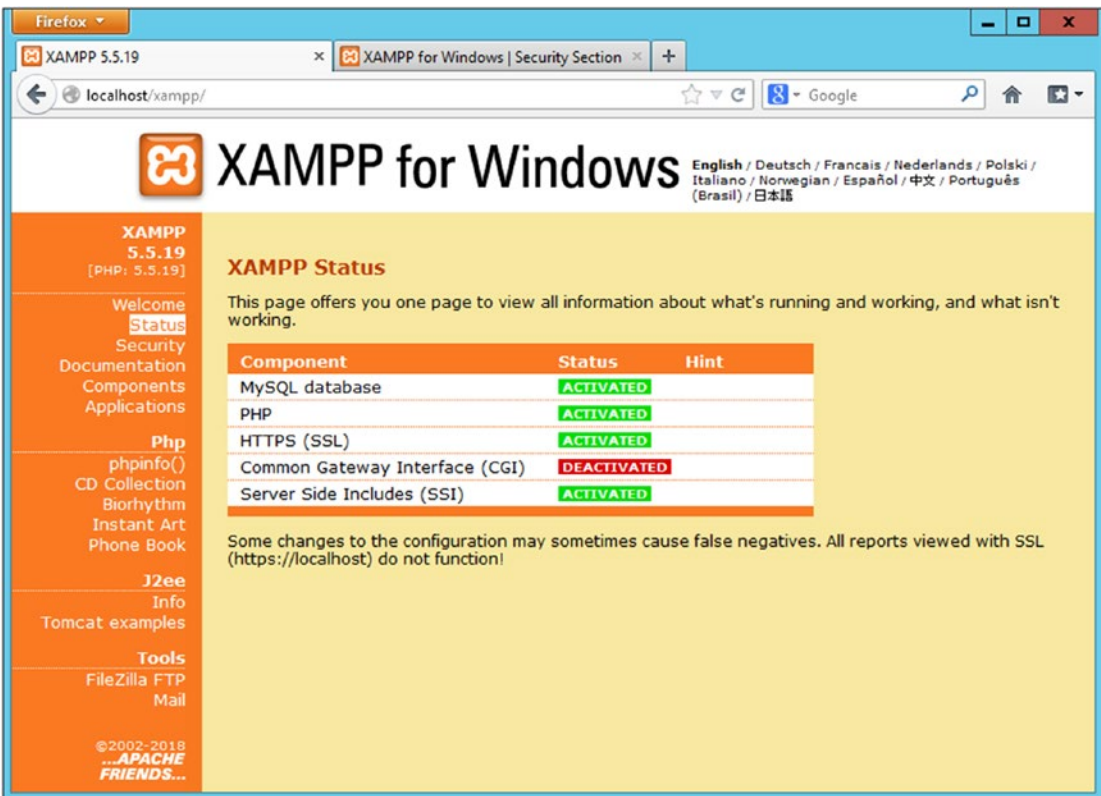 Firefox
XAMPP 5.5.19
XAMPP for Windows | Security Section
localhost/xampp/
Google
XAMPP for Windows
English / Deutsch / Francais / Nederlands / Polski /
Italiano / Norwegian / Español / 中文 / Português
(Brasil) / 日本語
XAMPP
5.5.19
[PHP: 5.5.19]
Welcome
Status
Security
Documentation
Components
Applications
Php
phpinfo()
CD Collection
Biorhythm
Instant Art
Phone Book
J2ee
Info
Tomcat examples
Tools
FileZilla FTP
Mail
©2002-2018
...APACHE
FRIENDS...
XAMPP Status
This page offers you one page to view all information about what's running and working, and what isn't
working.
Component Status Hint
MySQL database ACTIVATED
PHP ACTIVATED
HTTPS (SSL) ACTIVATED
Common Gateway Interface (CGI) DEACTIVATED
Server Side Includes (SSI) ACTIVATED
Some changes to the configuration may sometimes cause false negatives. All reports viewed with SSL
(https://localhost) do not function!